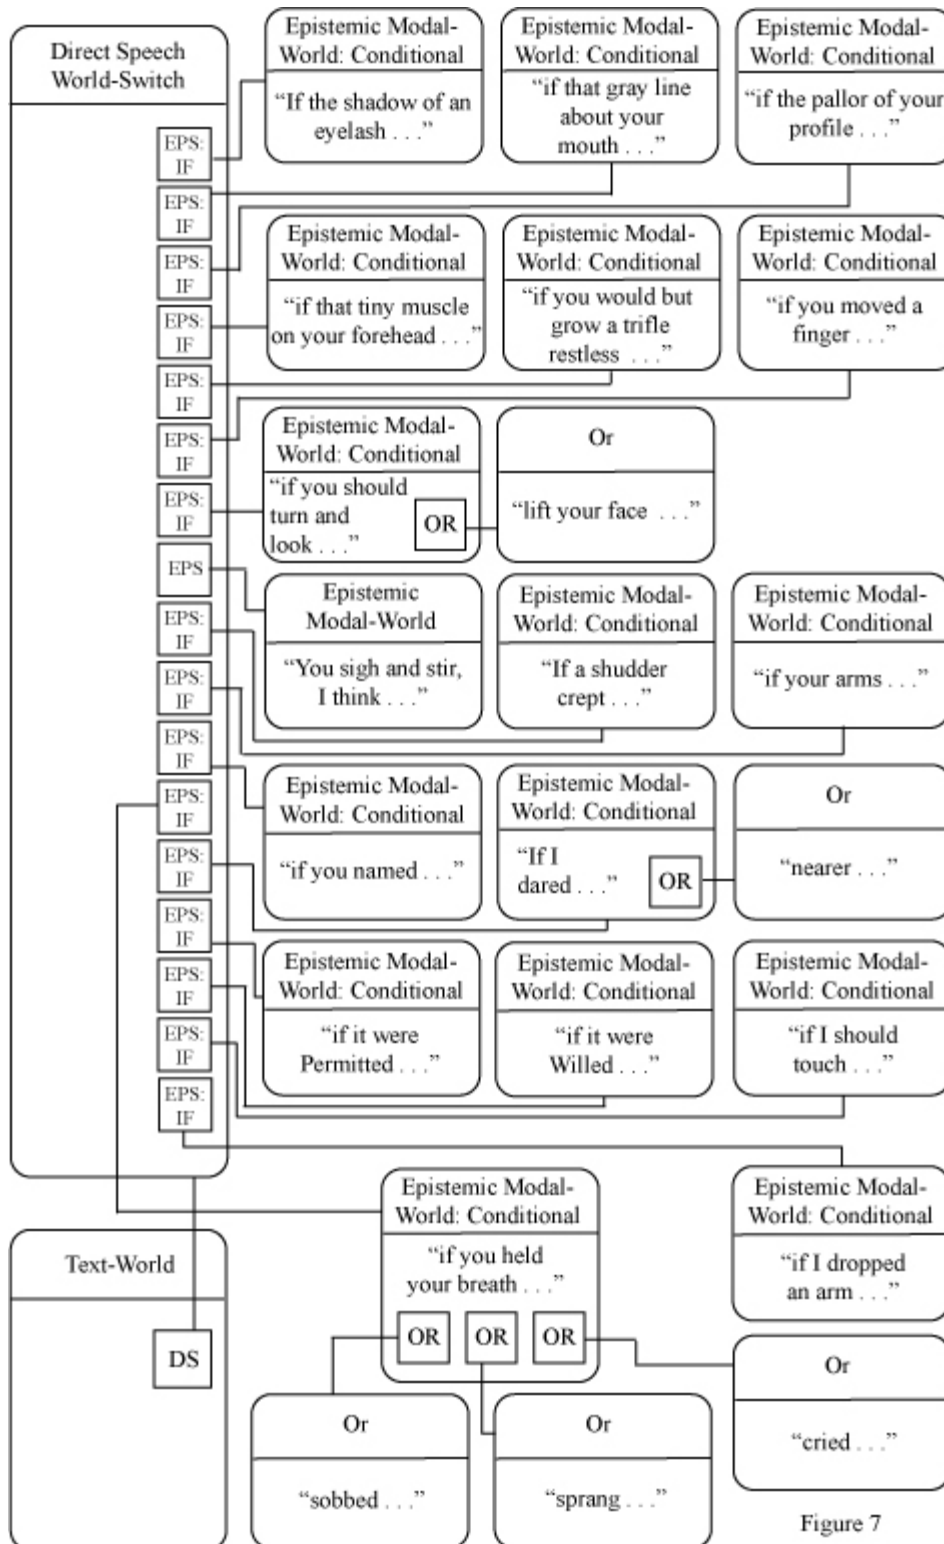 Direct Speech
World-Switch
EPS:
IF
EPS:
IF
EPS:
IF
EPS:
IF
EPS:
IF
EPS:
IF
EPS:
IF
EPS
EPS:
IF
EPS:
IF
EPS:
IF
EPS:
IF
EPS:
IF
EPS:
IF
EPS:
IF
EPS:
IF
EPS:
IF
Epistemic Modal-
World: Conditional
“If the shadow of an
eyelash . . .”
Epistemic Modal-
World: Conditional
“if that gray line
about your
mouth . . .”
Epistemic Modal-
World: Conditional
“if the pallor of your
profile . . .”
Epistemic Modal-
World: Conditional
“if that tiny muscle
on your forehead . . .”
Epistemic Modal-
World: Conditional
“if you would but
grow a trifle
restless . . .”
Epistemic Modal-
World: Conditional
“if you moved a
finger . . .”
Epistemic Modal-
World: Conditional
“if you should
turn and
look . . .”
OR
Or
“lift your face . . .”
Epistemic
Modal-World
“You sigh and stir,
I think . . .”
Epistemic Modal-
World: Conditional
“If a shudder
crept . . .”
Epistemic Modal-
World: Conditional
“if your arms . . .”
Epistemic Modal-
World: Conditional
“if you named . . .”
Epistemic Modal-
World: Conditional
“If I
dared . . .”
OR
Or
“nearer . . .”
Epistemic Modal-
World: Conditional
“if it were
Permitted . . .”
Epistemic Modal-
World: Conditional
“if it were
Willed . . .”
Epistemic Modal-
World: Conditional
“if I should
touch . . .”
Epistemic Modal-
World: Conditional
“if you held
your breath . . .”
OR
OR
OR
Epistemic Modal-
World: Conditional
“if I dropped
an arm . . .”
Text-World
DS
Or
“sobbed . . .”
Or
“sprang . . .”
Or
“cried . . .”
Figure 7